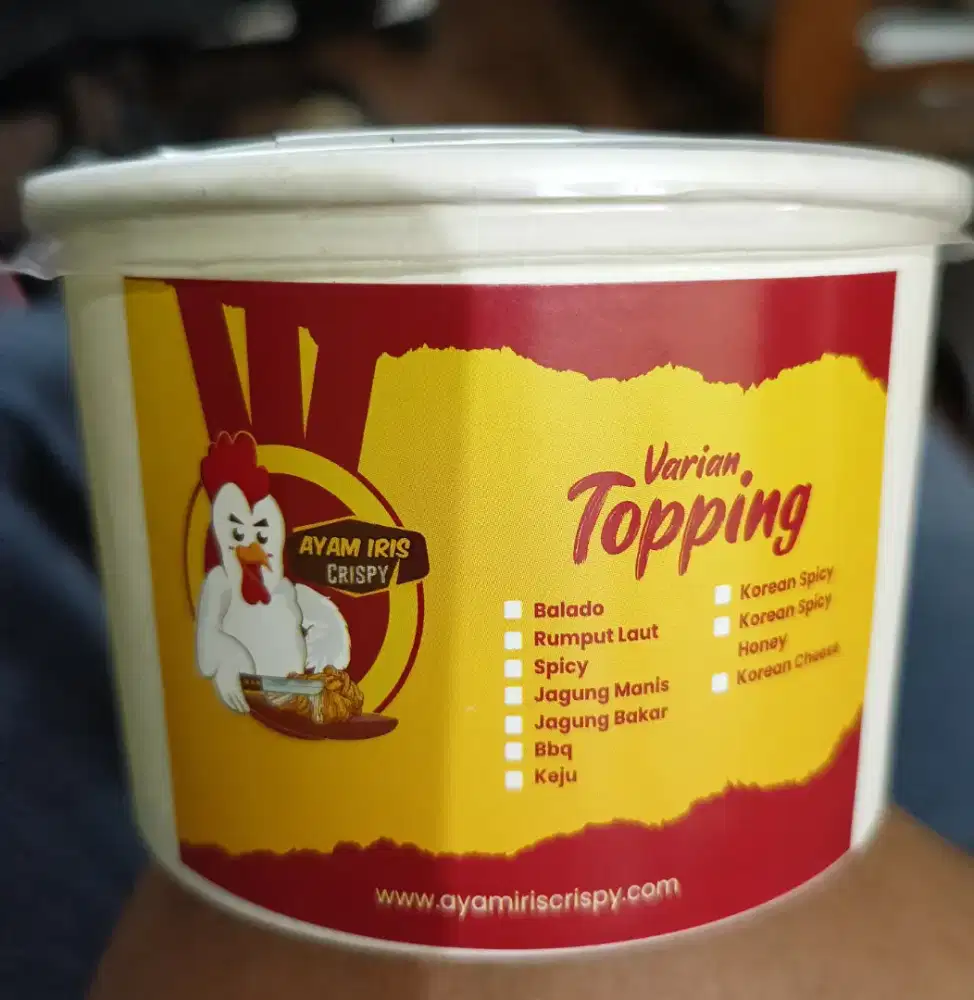 AYAM IRIS
CRISPY
Varian
Topping
Balado
Rumput Laut
Spicy
Jagung Manis
Jagung Bakar
Bbq
Keju
Korean Spicy
Korean Spicy
Honey
Korean Cheese
www.ayamiriscrispy.com